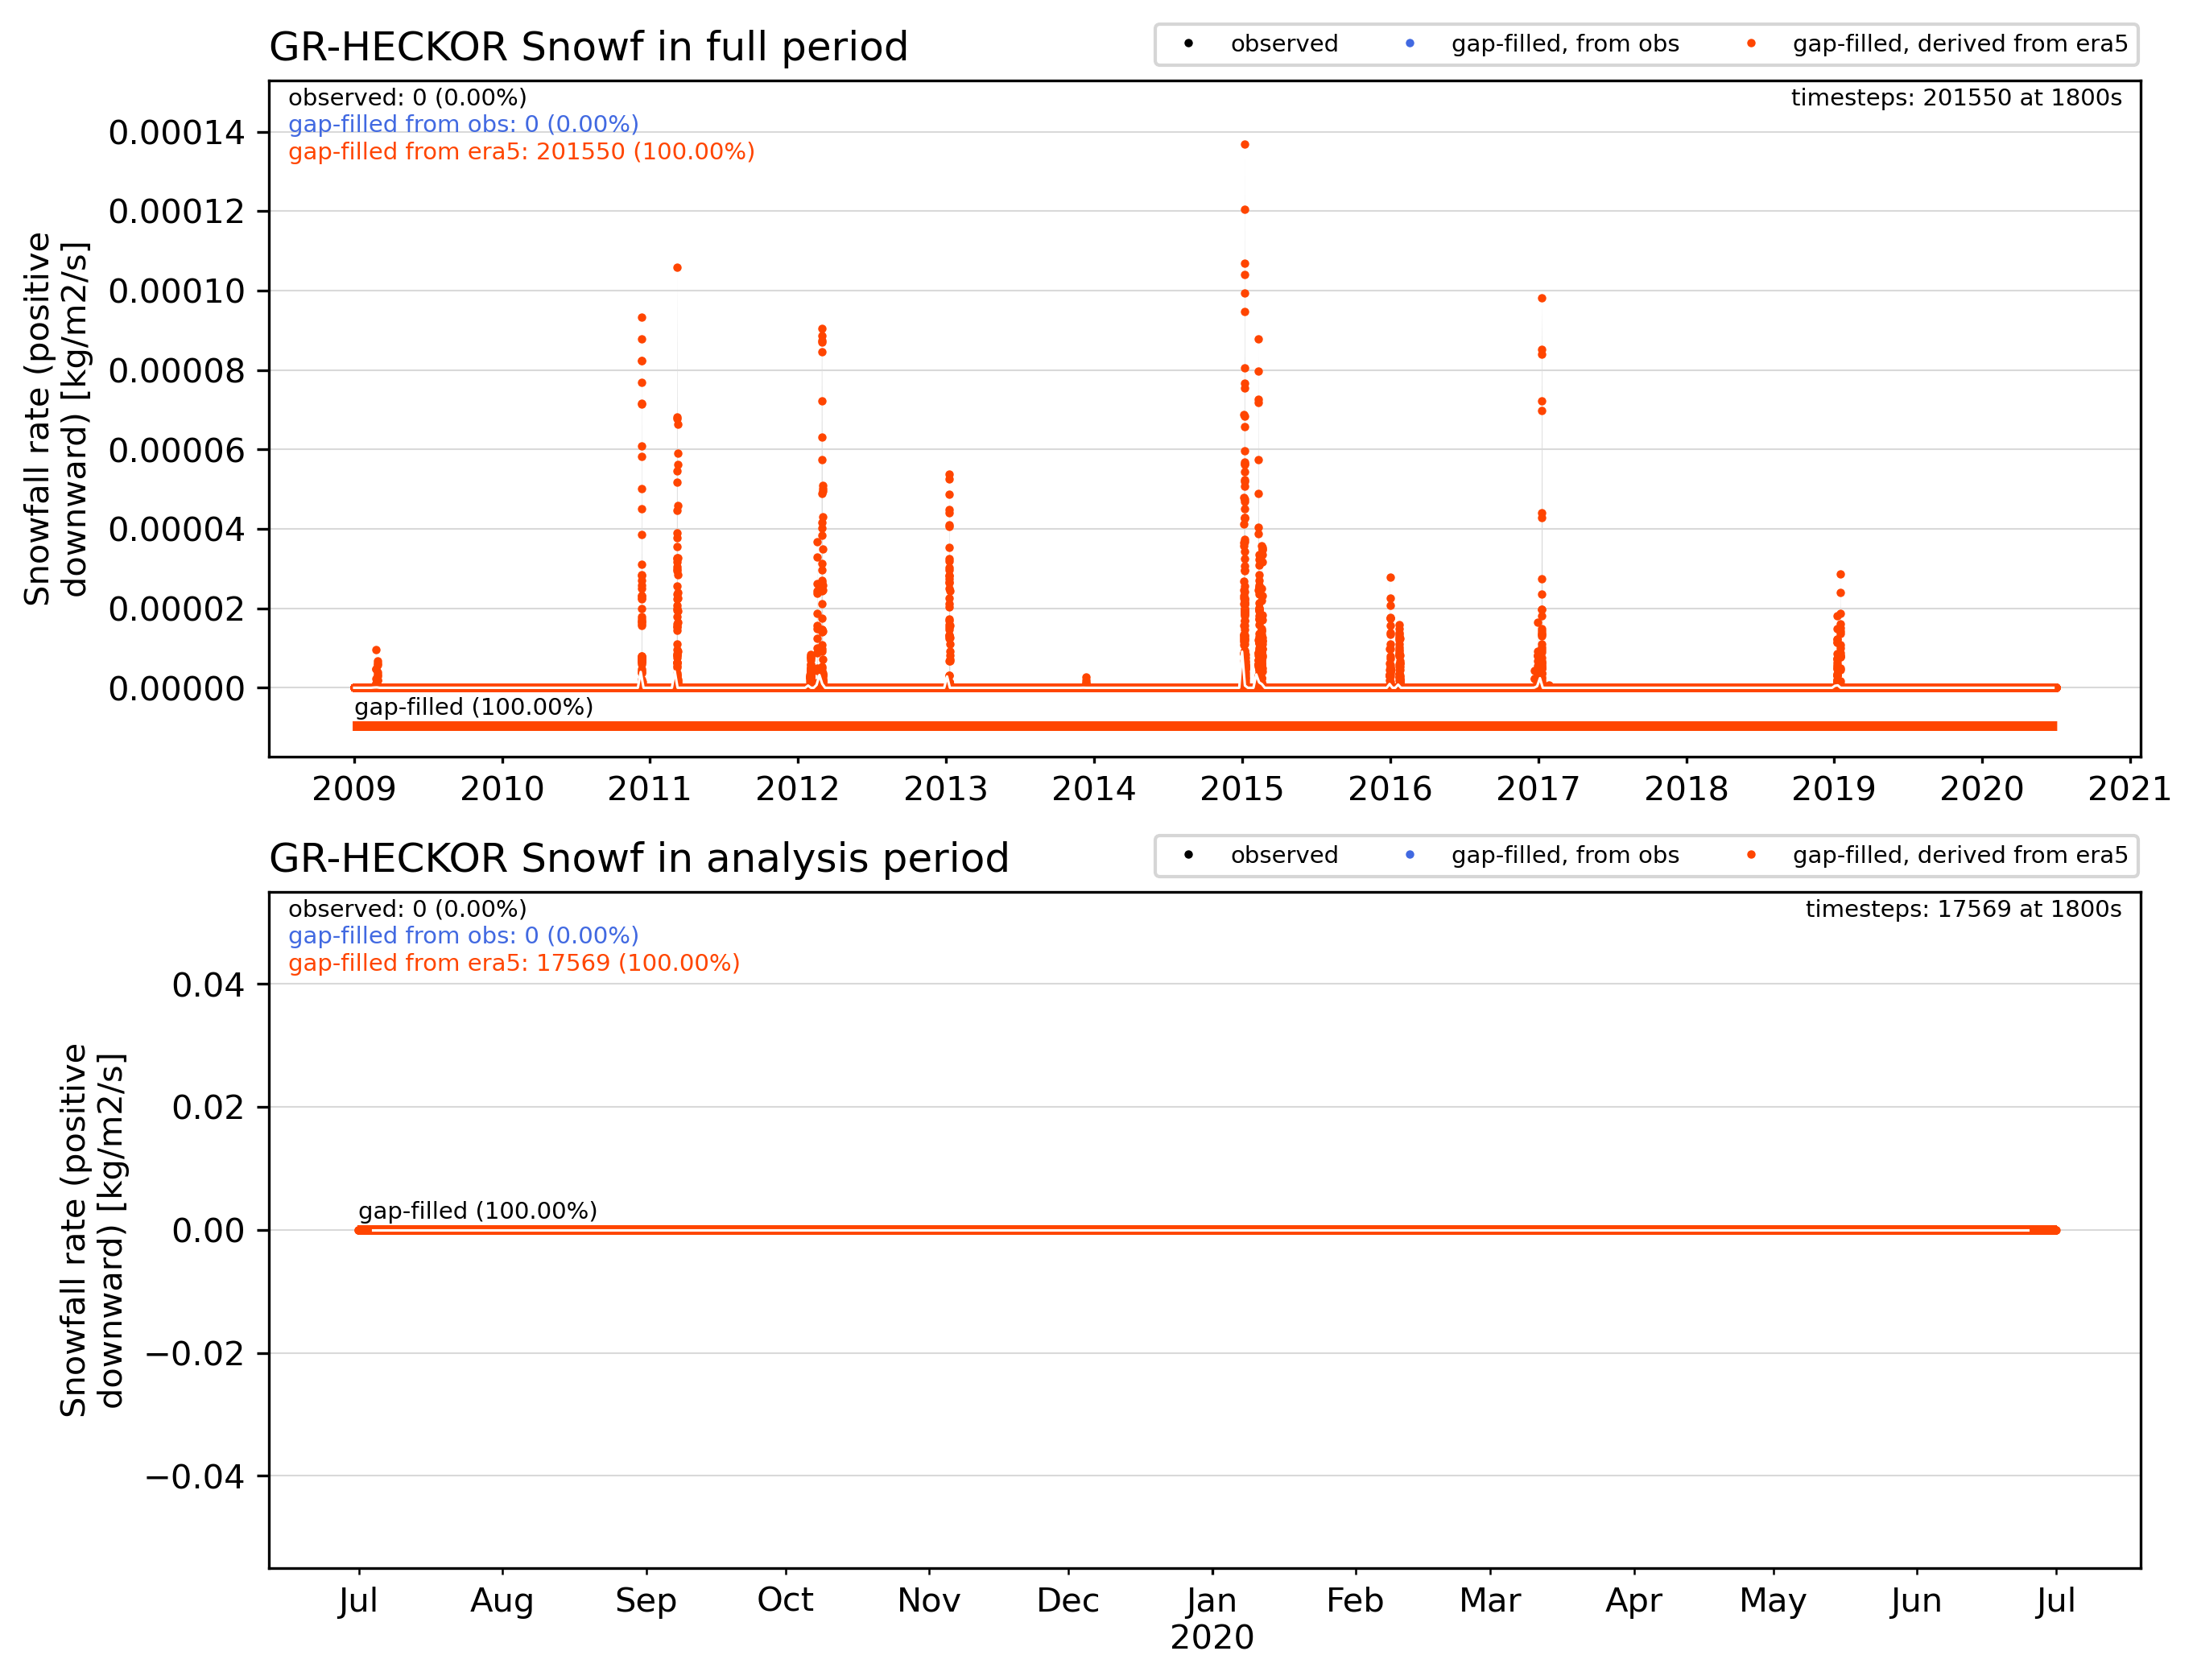 GR-HECKOR Snowf in full period
observed
gap-filled, from obs
gap-filled, derived from era5
observed: 0 (0.00%)
gap-filled from obs: 0 (0.00%)
gap-filled from era5: 201550 (100.00%)
timesteps: 201550 at 1800s
Snowfall rate (positive
downward) [kg/m2/s]
0.00014
0.00012
0.00010
0.00008
0.00006
0.00004
0.00002
0.00000
gap-filled (100.00%)
2009 2010 2011 2012 2013 2014 2015 2016 2017 2018 2019 2020 2021
GR-HECKOR Snowf in analysis period
observed
gap-filled, from obs
gap-filled, derived from era5
observed: 0 (0.00%)
gap-filled from obs: 0 (0.00%)
gap-filled from era5: 17569 (100.00%)
timesteps: 17569 at 1800s
Snowfall rate (positive
downward) [kg/m2/s]
0.04
0.02
0.00
−0.02
−0.04
gap-filled (100.00%)
Jul Aug Sep Oct Nov Dec Jan Feb Mar Apr May Jun Jul
2020